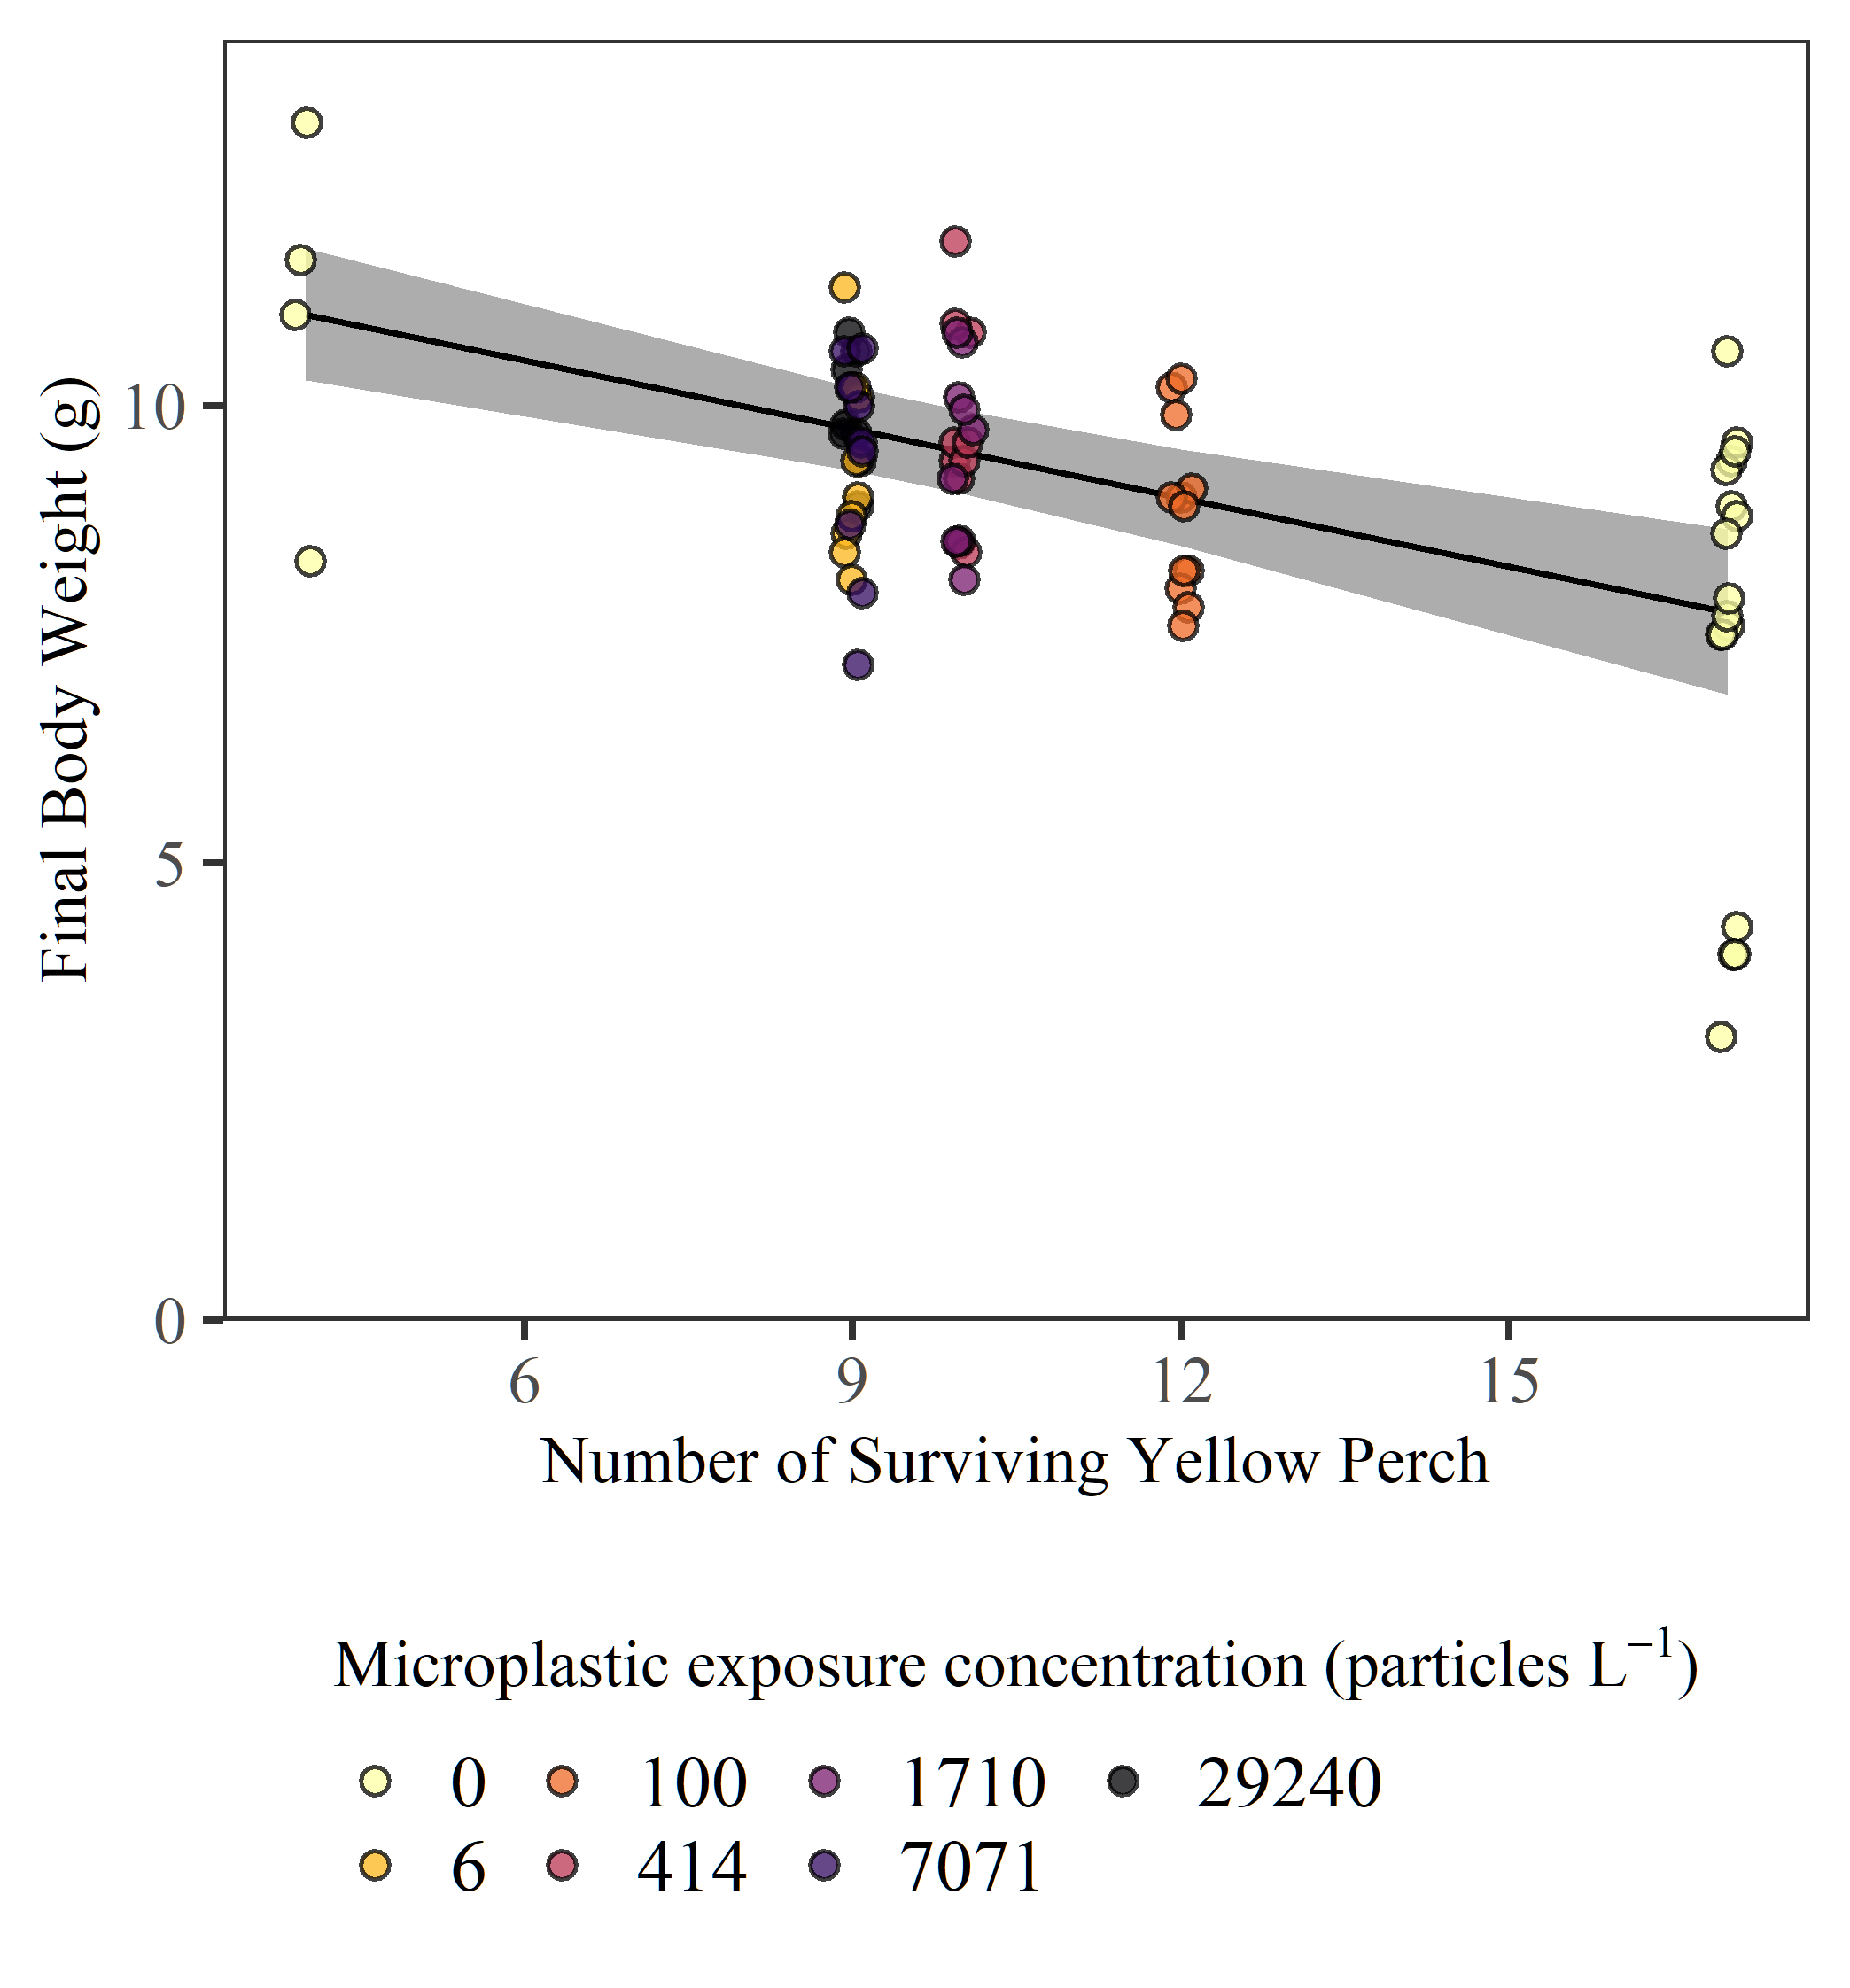 Final Body Weight (g)
10
5
0
6 9 12 15
Number of Surviving Yellow Perch
Microplastic exposure concentration (particles L⁻¹)
0 100 1710 29240
6 414 7071